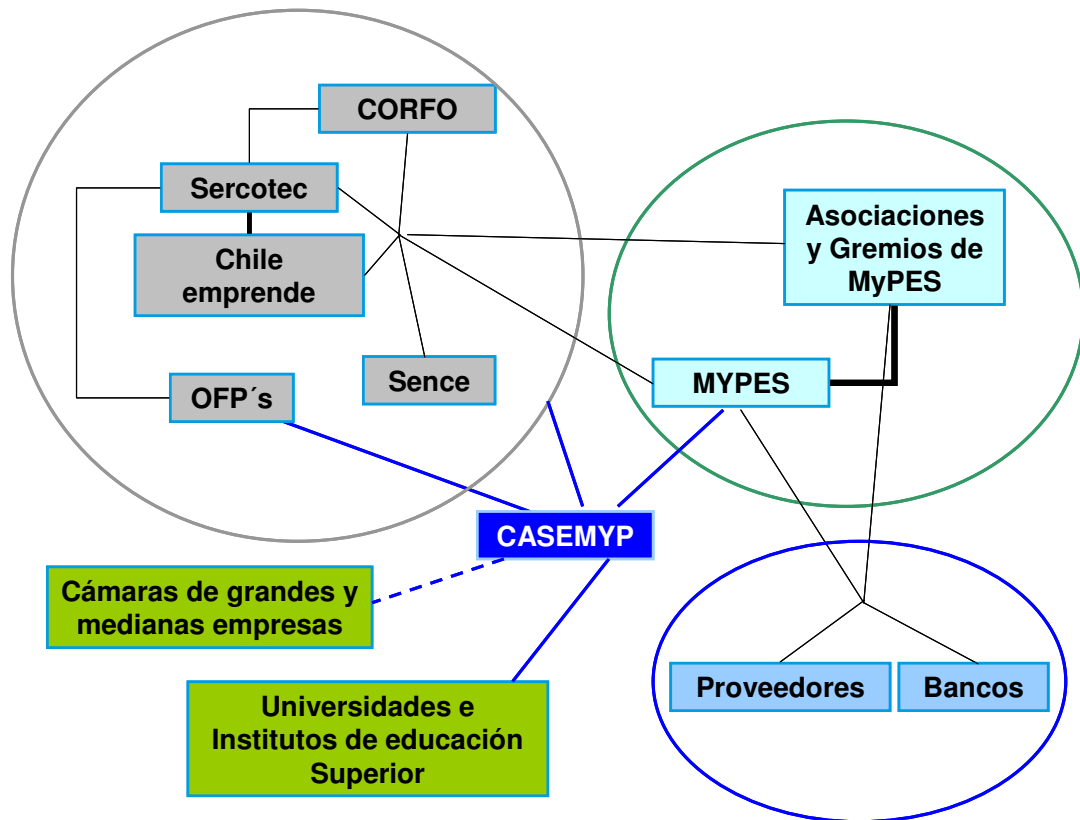 CORFO
Sercotec
Chile
emprende
Sence
OFP´s
Asociaciones
y Gremios de
MyPES
MYPES
CASEMYP
Cámaras de grandes y
medianas empresas
Universidades e
Institutos de educación
Superior
Proveedores
Bancos